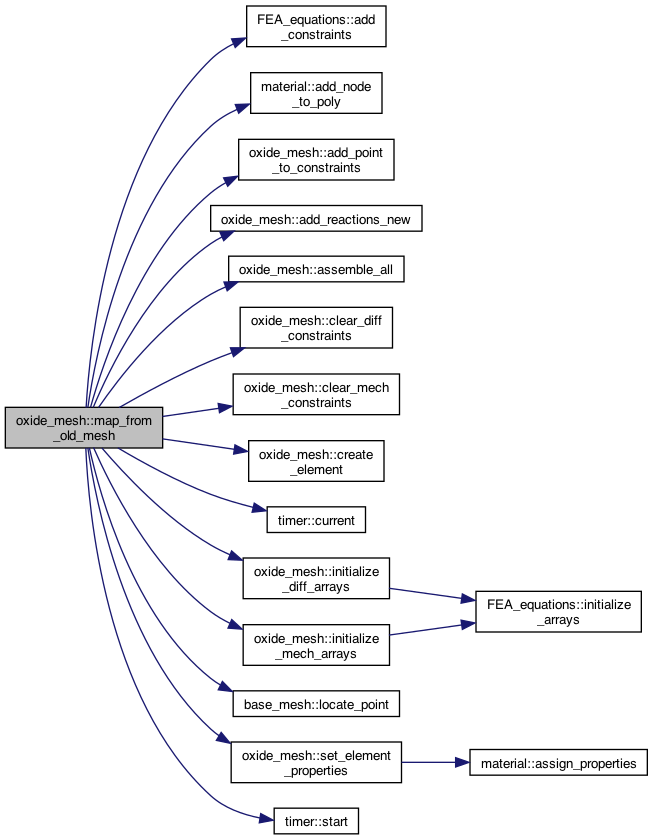 FEA_equations::add
_constraints
material::add_node
_to_poly
oxide_mesh::add_point
_to_constraints
oxide_mesh::add_reactions_new
oxide_mesh::assemble_all
oxide_mesh::clear_diff
_constraints
oxide_mesh::clear_mech
_constraints
oxide_mesh::map_from
_old_mesh
oxide_mesh::create
_element
timer::current
oxide_mesh::initialize
_diff_arrays
FEA_equations::initialize
_arrays
oxide_mesh::initialize
_mech_arrays
base_mesh::locate_point
oxide_mesh::set_element
_properties
material::assign_properties
timer::start